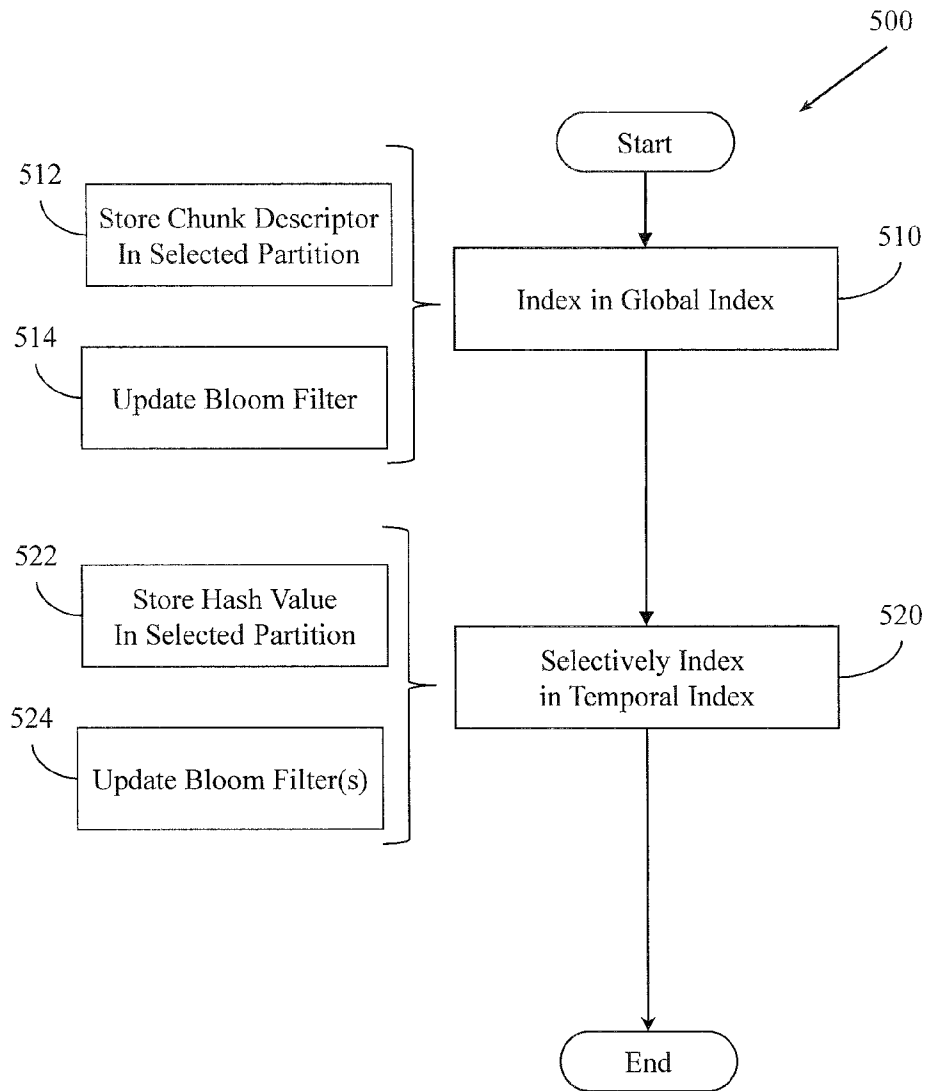 500
Start
512
Store Chunk Descriptor
In Selected Partition
510
Index in Global Index
514
Update Bloom Filter
522
Store Hash Value
In Selected Partition
520
Selectively Index
in Temporal Index
524
Update Bloom Filter(s)
End